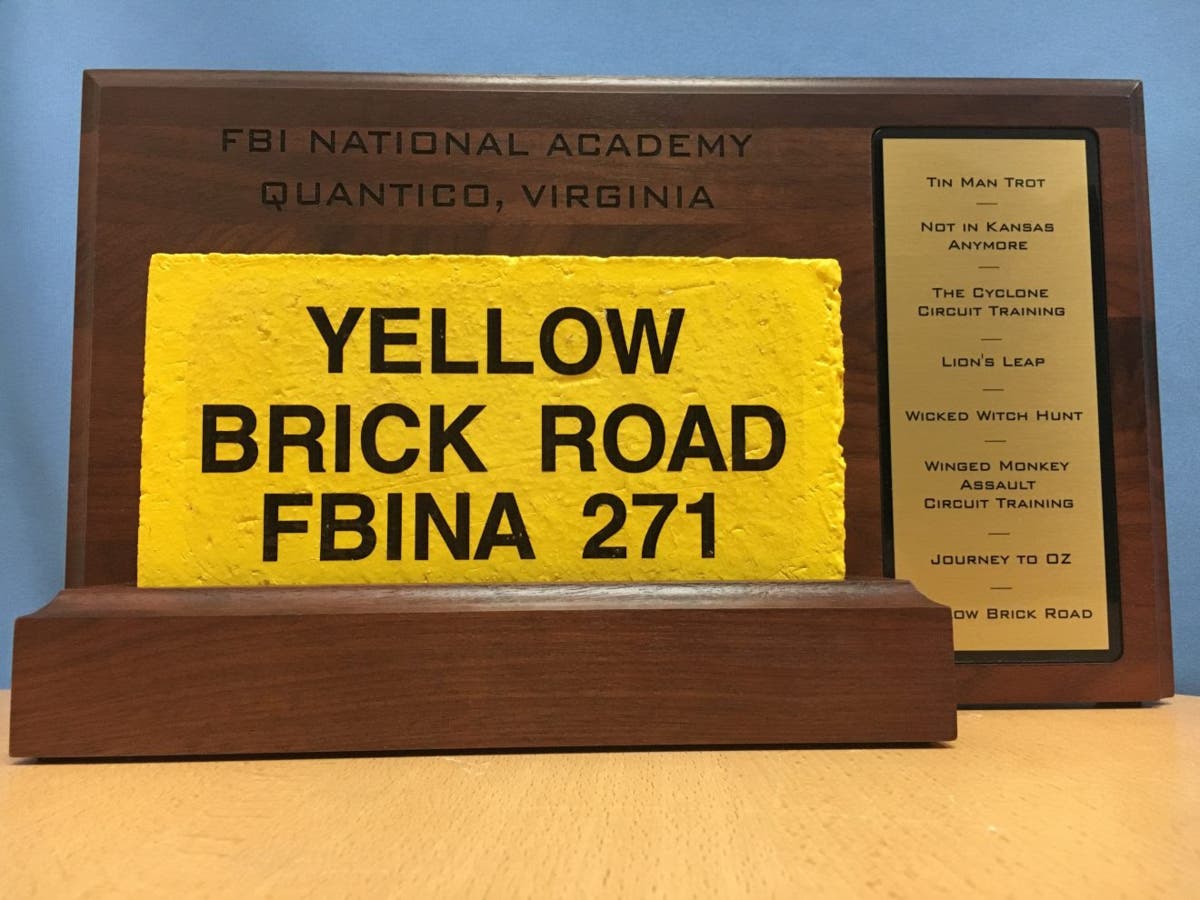 FBI NATIONAL ACADEMY
QUANTICO, VIRGINIA
YELLOW
BRICK ROAD
FBINA 271
TIN MAN TROT
NOT IN KANSAS
ANYMORE
THE CYCLONE
CIRCUIT TRAINING
LION'S LEAP
WICKED WITCH HUNT
WINGED MONKEY
ASSAULT
CIRCUIT TRAINING
JOURNEY TO OZ
BRICK ROAD